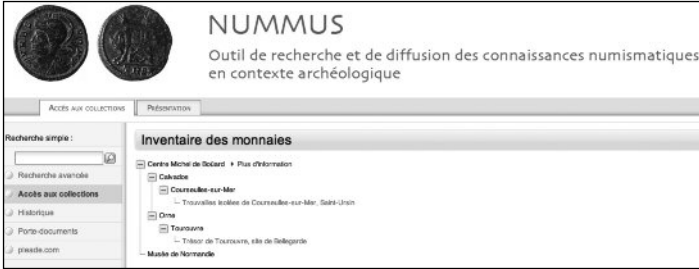 NUMMUS
Outil de recherche et de diffusion des connaissances numismatiques
en contexte archéologique
Accès aux collections
Présentation
Recherche simple :
Recherche avancée
Accès aux collections
Historique
Porte-documents
pleade.com
Inventaire des monnaies
Centre Michel de Boüard Plus d'information
Calvados
Courseulles-sur-Mer
Trouvailles isolées de Courseulles-sur-Mer, Saint-Ursin
Orne
Tourouvre
Trésor de Tourouvre, site de Bellegarde
Musée de Normandie